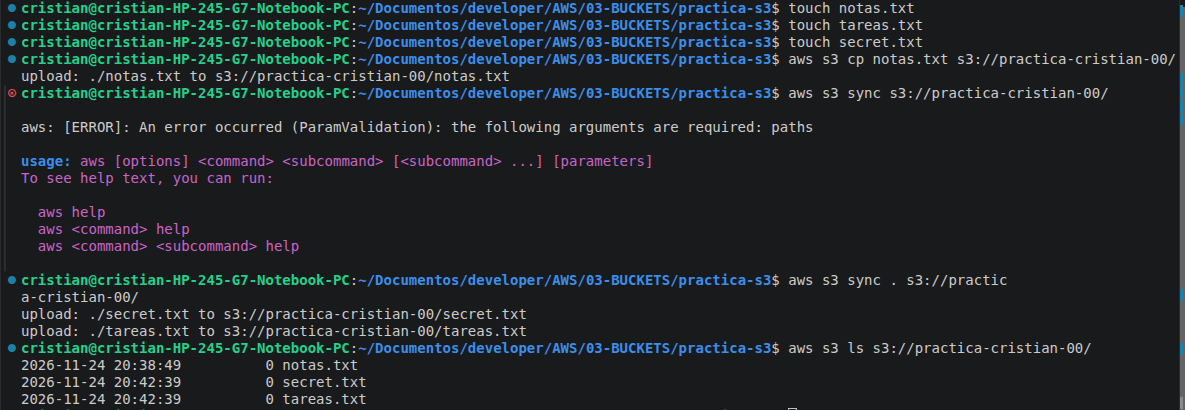 cristian@cristian-HP-245-G7-Notebook-PC:~/Documentos/developer/AWS/03-BUCKETS/practica-s3$ touch notas.txt
cristian@cristian-HP-245-G7-Notebook-PC:~/Documentos/developer/AWS/03-BUCKETS/practica-s3$ touch tareas.txt
cristian@cristian-HP-245-G7-Notebook-PC:~/Documentos/developer/AWS/03-BUCKETS/practica-s3$ touch secret.txt
cristian@cristian-HP-245-G7-Notebook-PC:~/Documentos/developer/AWS/03-BUCKETS/practica-s3$ aws s3 cp notas.txt s3://practica-cristian-00/
upload: ./notas.txt to s3://practica-cristian-00/notas.txt
cristian@cristian-HP-245-G7-Notebook-PC:~/Documentos/developer/AWS/03-BUCKETS/practica-s3$ aws s3 sync s3://practica-cristian-00/
aws: [ERROR]: An error occurred (ParamValidation): the following arguments are required: paths
usage: aws [options] <command> <subcommand> [<subcommand> ...] [parameters]
To see help text, you can run:
aws help
aws <command> help
aws <command> <subcommand> help
cristian@cristian-HP-245-G7-Notebook-PC:~/Documentos/developer/AWS/03-BUCKETS/practica-s3$ aws s3 sync . s3://practic
a-cristian-00/
upload: ./secret.txt to s3://practica-cristian-00/secret.txt
upload: ./tareas.txt to s3://practica-cristian-00/tareas.txt
cristian@cristian-HP-245-G7-Notebook-PC:~/Documentos/developer/AWS/03-BUCKETS/practica-s3$ aws s3 ls s3://practica-cristian-00/
2026-11-24 20:38:49          0 notas.txt
2026-11-24 20:42:39          0 secret.txt
2026-11-24 20:42:39          0 tareas.txt